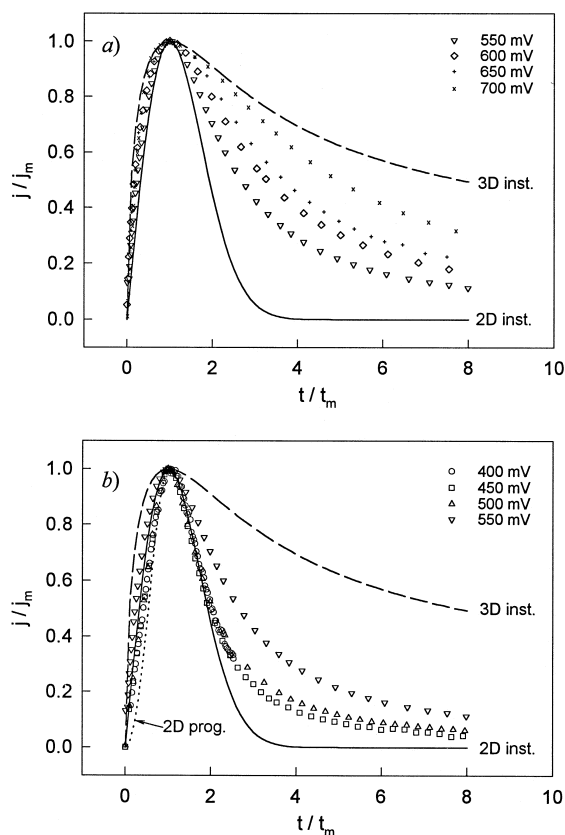 a)
550 mV
600 mV
650 mV
700 mV
1.0
0.8
0.6
0.4
0.2
0.0
j / jm
3D inst.
2D inst.
0 2 4 6 8 10
t / tm
b)
400 mV
450 mV
500 mV
550 mV
1.0
0.8
0.6
0.4
0.2
0.0
j / jm
3D inst.
2D prog.
2D inst.
0 2 4 6 8 10
t / tm